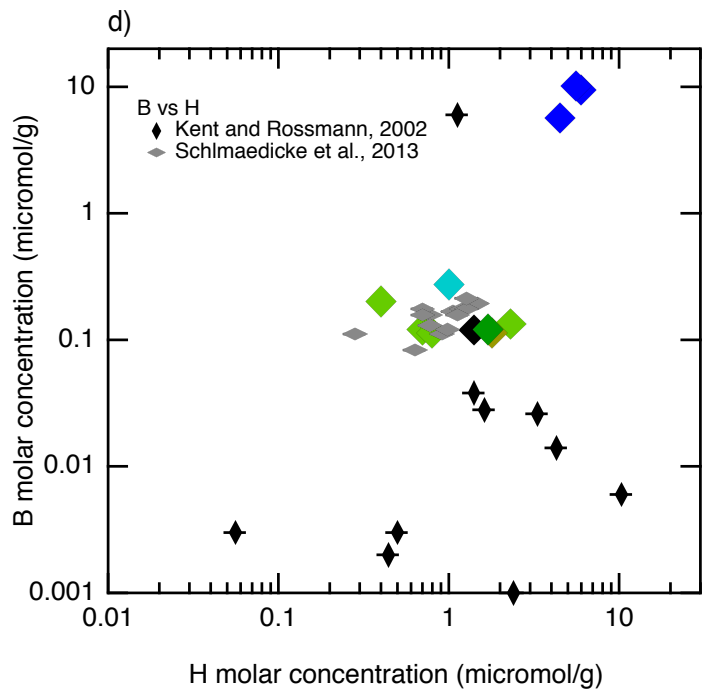 d)
B vs H
Kent and Rossmann, 2002
Schlmaedicke et al., 2013
10
1
0.1
0.01
0.001
B molar concentration (micromol/g)
0.01
0.1
1
10
H molar concentration (micromol/g)